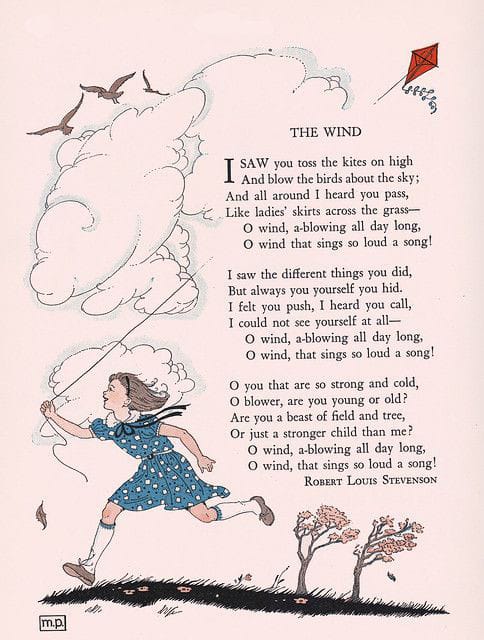 THE WIND
I SAW you toss the kites on high
And blow the birds about the sky;
And all around I heard you pass,
Like ladies' skirts across the grass—
O wind, a-blowing all day long,
O wind that sings so loud a song!
I saw the different things you did,
But always you yourself you hid.
I felt you push, I heard you call,
I could not see yourself at all—
O wind, a-blowing all day long,
O wind, that sings so loud a song!
O you that are so strong and cold,
O blower, are you young or old?
Are you a beast of field and tree,
Or just a stronger child than me?
O wind, a-blowing all day long,
O wind, that sings so loud a song!
ROBERT LOUIS STEVENSON
m.p.